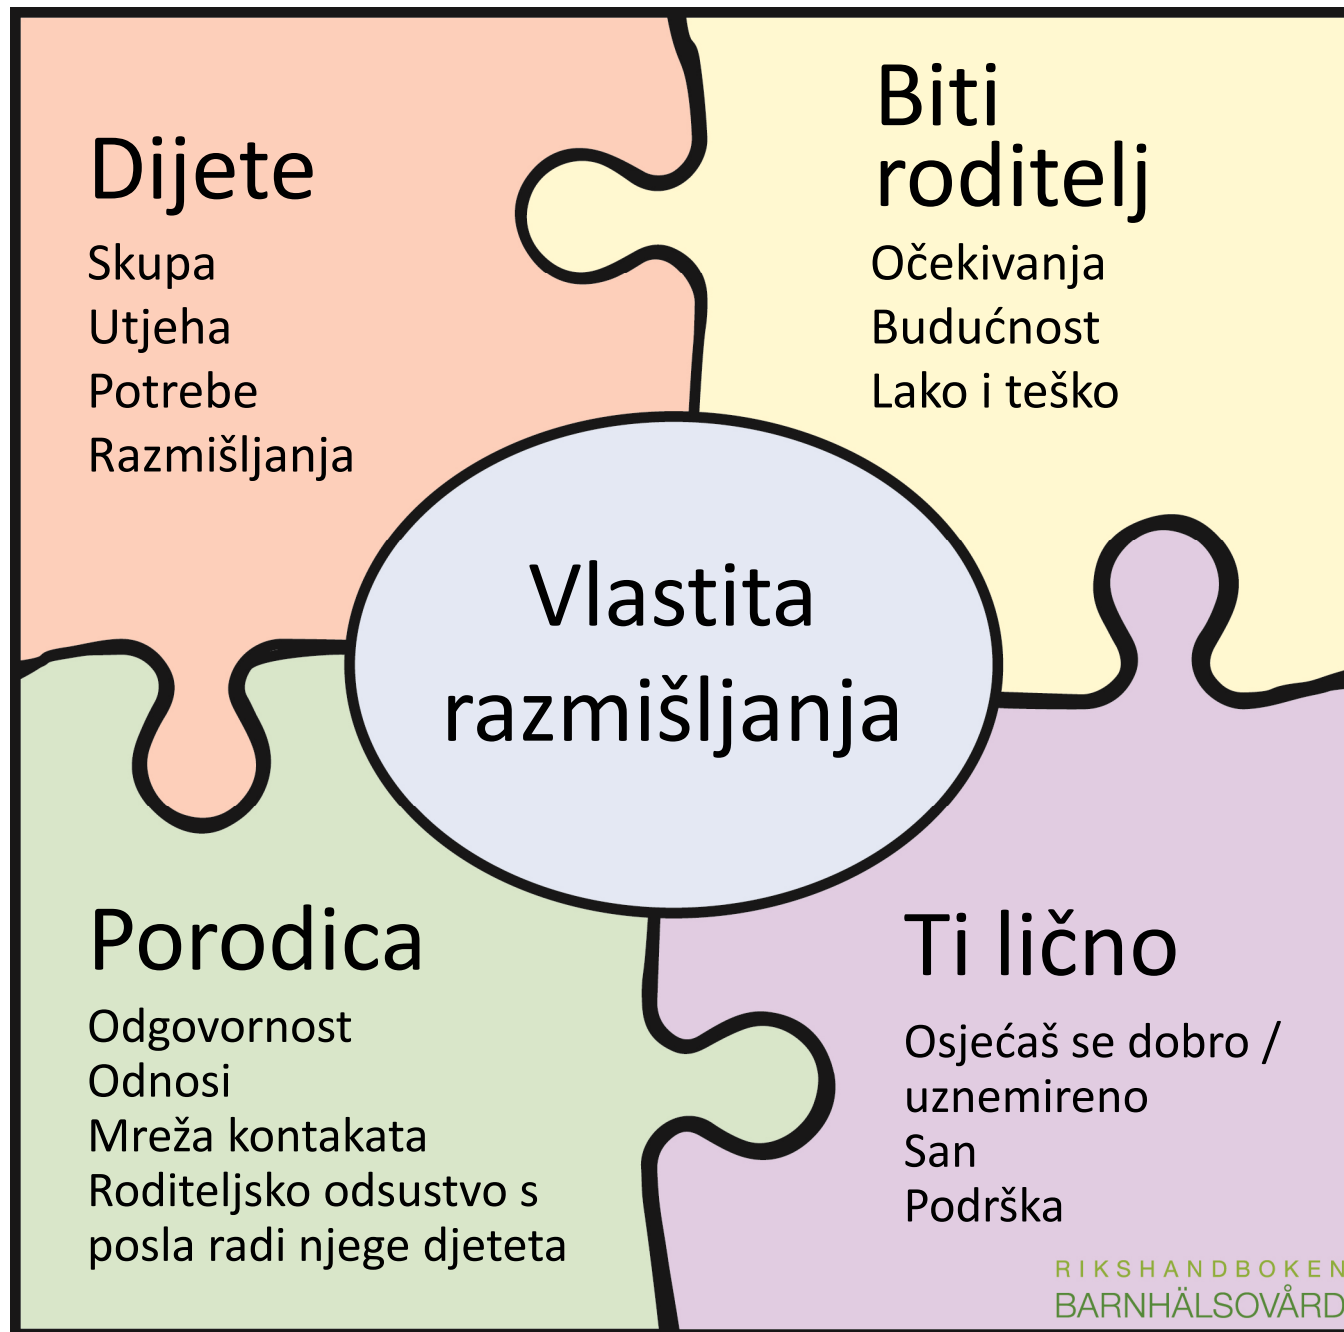 Dijete
Skupa
Utjeha
Potrebe
Razmišljanja
Biti
roditelj
Očekivanja
Budućnost
Lako i teško
Vlastita
razmišljanja
Porodica
Odgovornost
Odnosi
Mreža kontakata
Roditeljsko odsustvo s
posla radi njege djeteta
Ti lično
Osjećaš se dobro /
uznemireno
San
Podrška
RIKSHANDBOKEN
BARNHÄLSOVÅRD